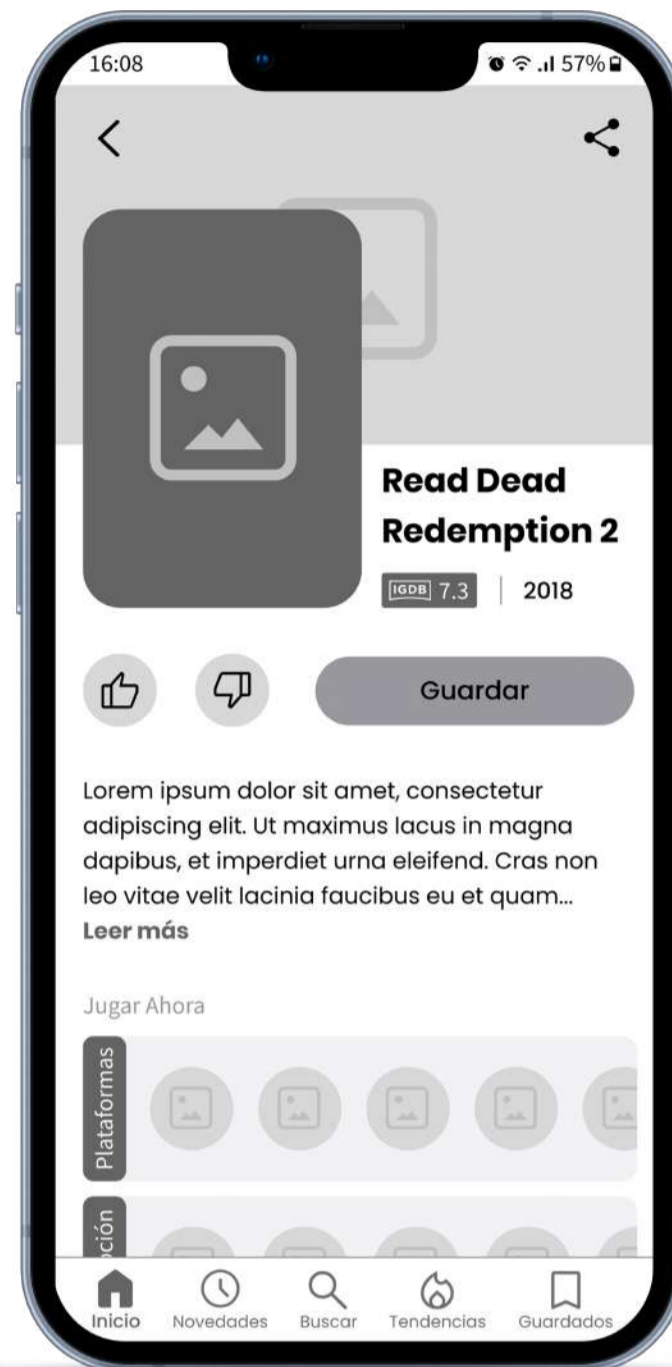 16:08 57%
Read Dead
Redemption 2
IGDB 7.3 2018
Guardar
Lorem ipsum dolor sit amet, consectetur
adipiscing elit. Ut maximus lacus in magna
dapibus, et imperdiet urna eleifend. Cras non
leo vitae velit lacinia faucibus eu et quam...
Leer más
Jugar Ahora
Plataformas
Inicio Novedades Buscar Tendencias Guardados